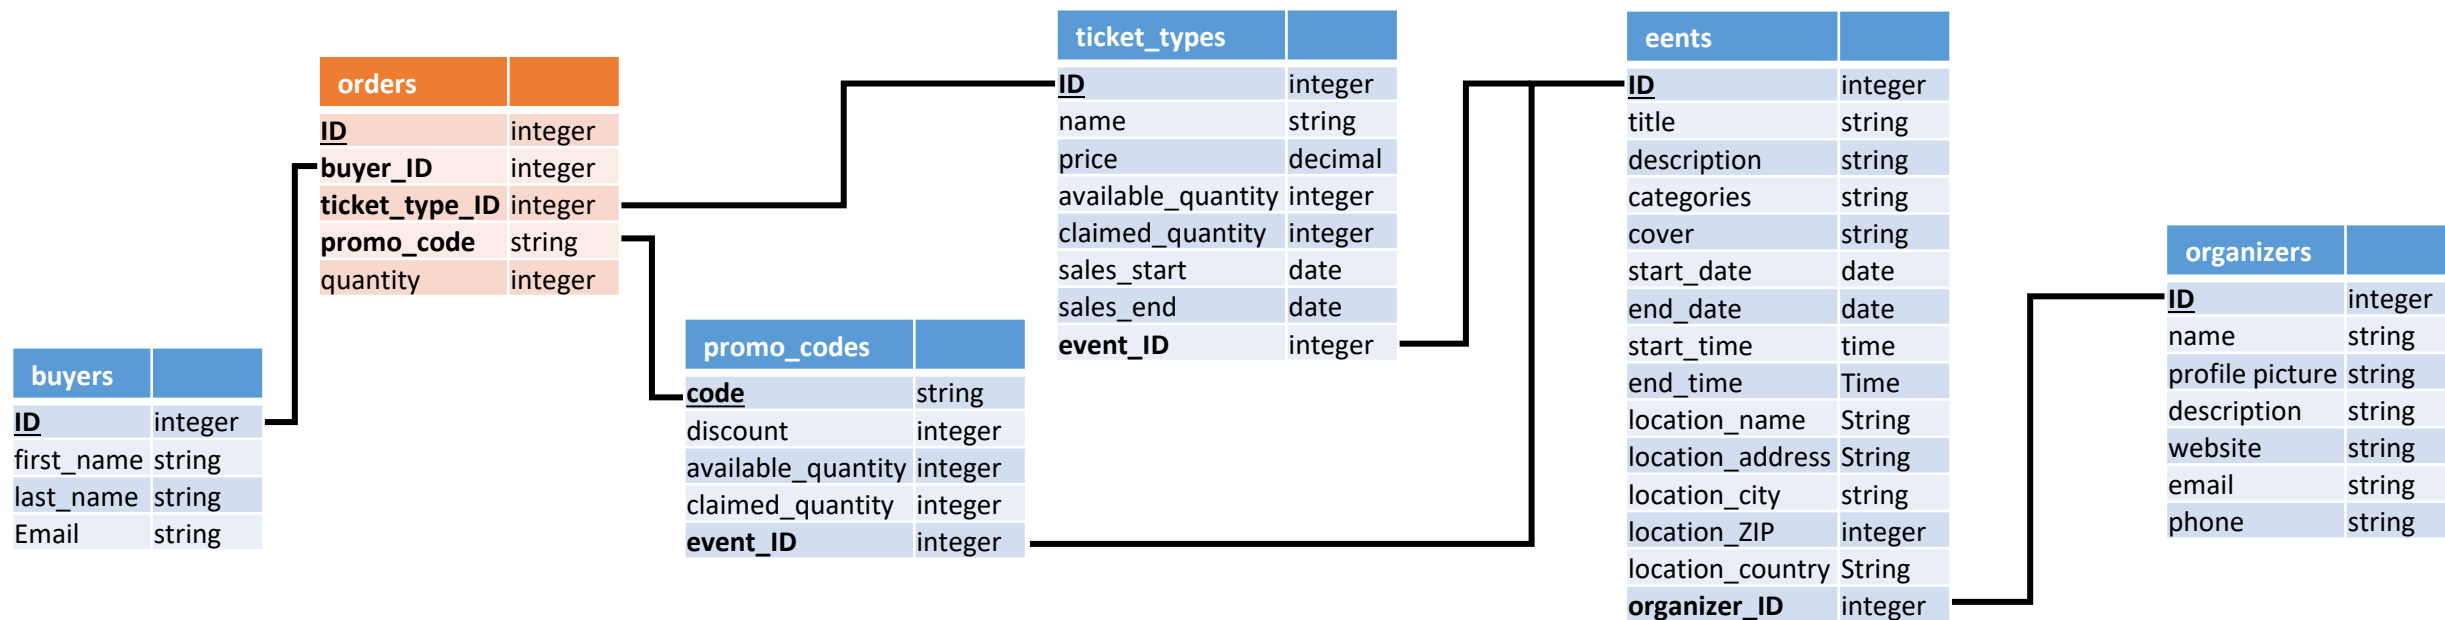 orders
ID integer
buyer_ID integer
ticket_type_ID integer
promo_code string
quantity integer
buyers
ID integer
first_name string
last_name string
Email string
promo_codes
code string
discount integer
available_quantity integer
claimed_quantity integer
event_ID integer
ticket_types
ID integer
name string
price decimal
available_quantity integer
claimed_quantity integer
sales_start date
sales_end date
event_ID integer
eents
ID integer
title string
description string
categories string
cover string
start_date date
end_date date
start_time time
end_time Time
location_name String
location_address String
location_city string
location_ZIP integer
location_country String
organizer_ID integer
organizers
ID integer
name string
profile picture string
description string
website string
email string
phone string